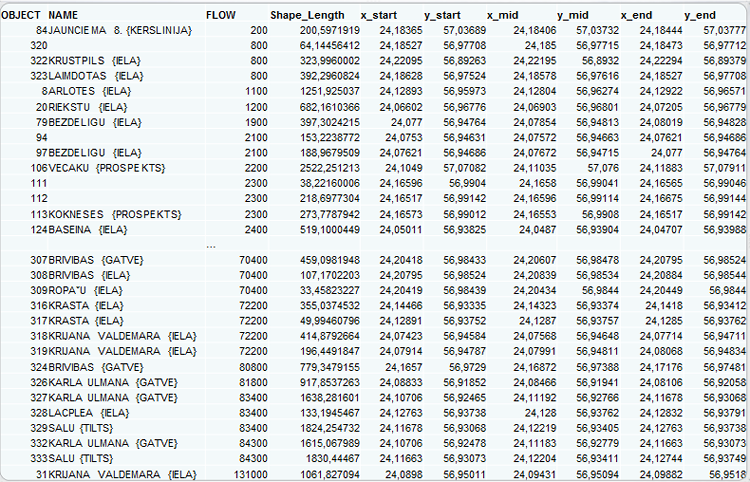 OBJECT NAME FLOW Shape_Length x_start y_start x_mid y_mid x_end y_end
84 JAUNCIEMA 8. {KERSLINIJA} 200 200,5971919 24,18365 57,03689 24,18406 57,03732 24,18444 57,03777
320 800 64,14456412 24,18527 56,97708 24,185 56,97715 24,18473 56,97712
322 KRUSTPILS {IELA} 800 323,9960002 24,22095 56,89263 24,22195 56,8932 24,22294 56,89379
323 LAIMDOTAS {IELA} 800 392,2960824 24,18628 56,97524 24,18578 56,97616 24,18527 56,97708
8 ARLOTES {IELA} 1100 1251,925037 24,12893 56,95973 24,12804 56,96274 24,12922 56,96571
20 RIEKSTU {IELA} 1200 682,1610366 24,06602 56,96776 24,06903 56,96801 24,07205 56,96779
79 BEZDELIGU {IELA} 1900 397,3024215 24,077 56,94764 24,07854 56,94813 24,08019 56,94828
94 2100 153,2238772 24,0753 56,94631 24,07572 56,94663 24,07621 56,94686
97 BEZDELIGU {IELA} 2100 188,9679509 24,07621 56,94686 24,07672 56,94715 24,077 56,94764
106 VECAKU {PROSPEKTS} 2200 2522,251213 24,1049 57,07082 24,11035 57,076 24,11883 57,07911
111 2300 38,22160006 24,16596 56,9904 24,1658 56,99041 24,16565 56,99046
112 2300 218,6977304 24,16517 56,99142 24,16596 56,99114 24,16675 56,99144
113 KOKNESES {PROSPEKTS} 2300 273,7787942 24,16573 56,99012 24,16553 56,9908 24,16517 56,99142
124 BASEINA {IELA} 2400 519,1000449 24,05011 56,93825 24,0487 56,93904 24,04707 56,93988
...
307 BRIVIBAS {GATVE} 70400 459,0981948 24,20418 56,98433 24,20607 56,98478 24,20795 56,98524
308 BRIVIBAS {IELA} 70400 107,1702203 24,20795 56,98524 24,20839 56,98534 24,20884 56,98544
309 ROPAˇU {IELA} 70400 33,45823227 24,20419 56,98439 24,20434 56,9844 24,20449 56,9844
316 KRASTA {IELA} 72200 355,0374532 24,14466 56,93335 24,14323 56,93374 24,1418 56,93412
317 KRASTA {IELA} 72200 49,99460796 24,12891 56,93752 24,1287 56,93757 24,1285 56,93762
318 KRIJANA VALDEMARA {IELA} 72200 414,8792664 24,07423 56,94584 24,07568 56,94648 24,07714 56,94711
319 KRIJANA VALDEMARA {IELA} 72200 196,4491847 24,07914 56,94787 24,07991 56,94811 24,08068 56,94834
324 BRIVIBAS {GATVE} 80800 779,3479155 24,1657 56,9729 24,16872 56,97388 24,17176 56,97481
326 KARLA ULMANA {GATVE} 81800 917,8537263 24,08833 56,91852 24,08466 56,91941 24,08106 56,92058
327 KARLA ULMANA {GATVE} 83400 1638,281601 24,10706 56,92465 24,11192 56,92766 24,11678 56,93068
328 LACPLEA {IELA} 83400 133,1945467 24,12763 56,93738 24,128 56,93762 24,12832 56,93791
329 SALU {TILTS} 83400 1824,254732 24,11678 56,93068 24,12219 56,93405 24,12763 56,93738
332 KARLA ULMANA {GATVE} 84300 1615,067989 24,10706 56,92478 24,11183 56,92779 24,11663 56,93073
333 SALU {TILTS} 84300 1830,44467 24,11663 56,93073 24,12204 56,93411 24,12744 56,93749
31 KRIJANA VALDEMARA {IELA} 131000 1061,827094 24,0898 56,95011 24,09431 56,95094 24,09882 56,9518